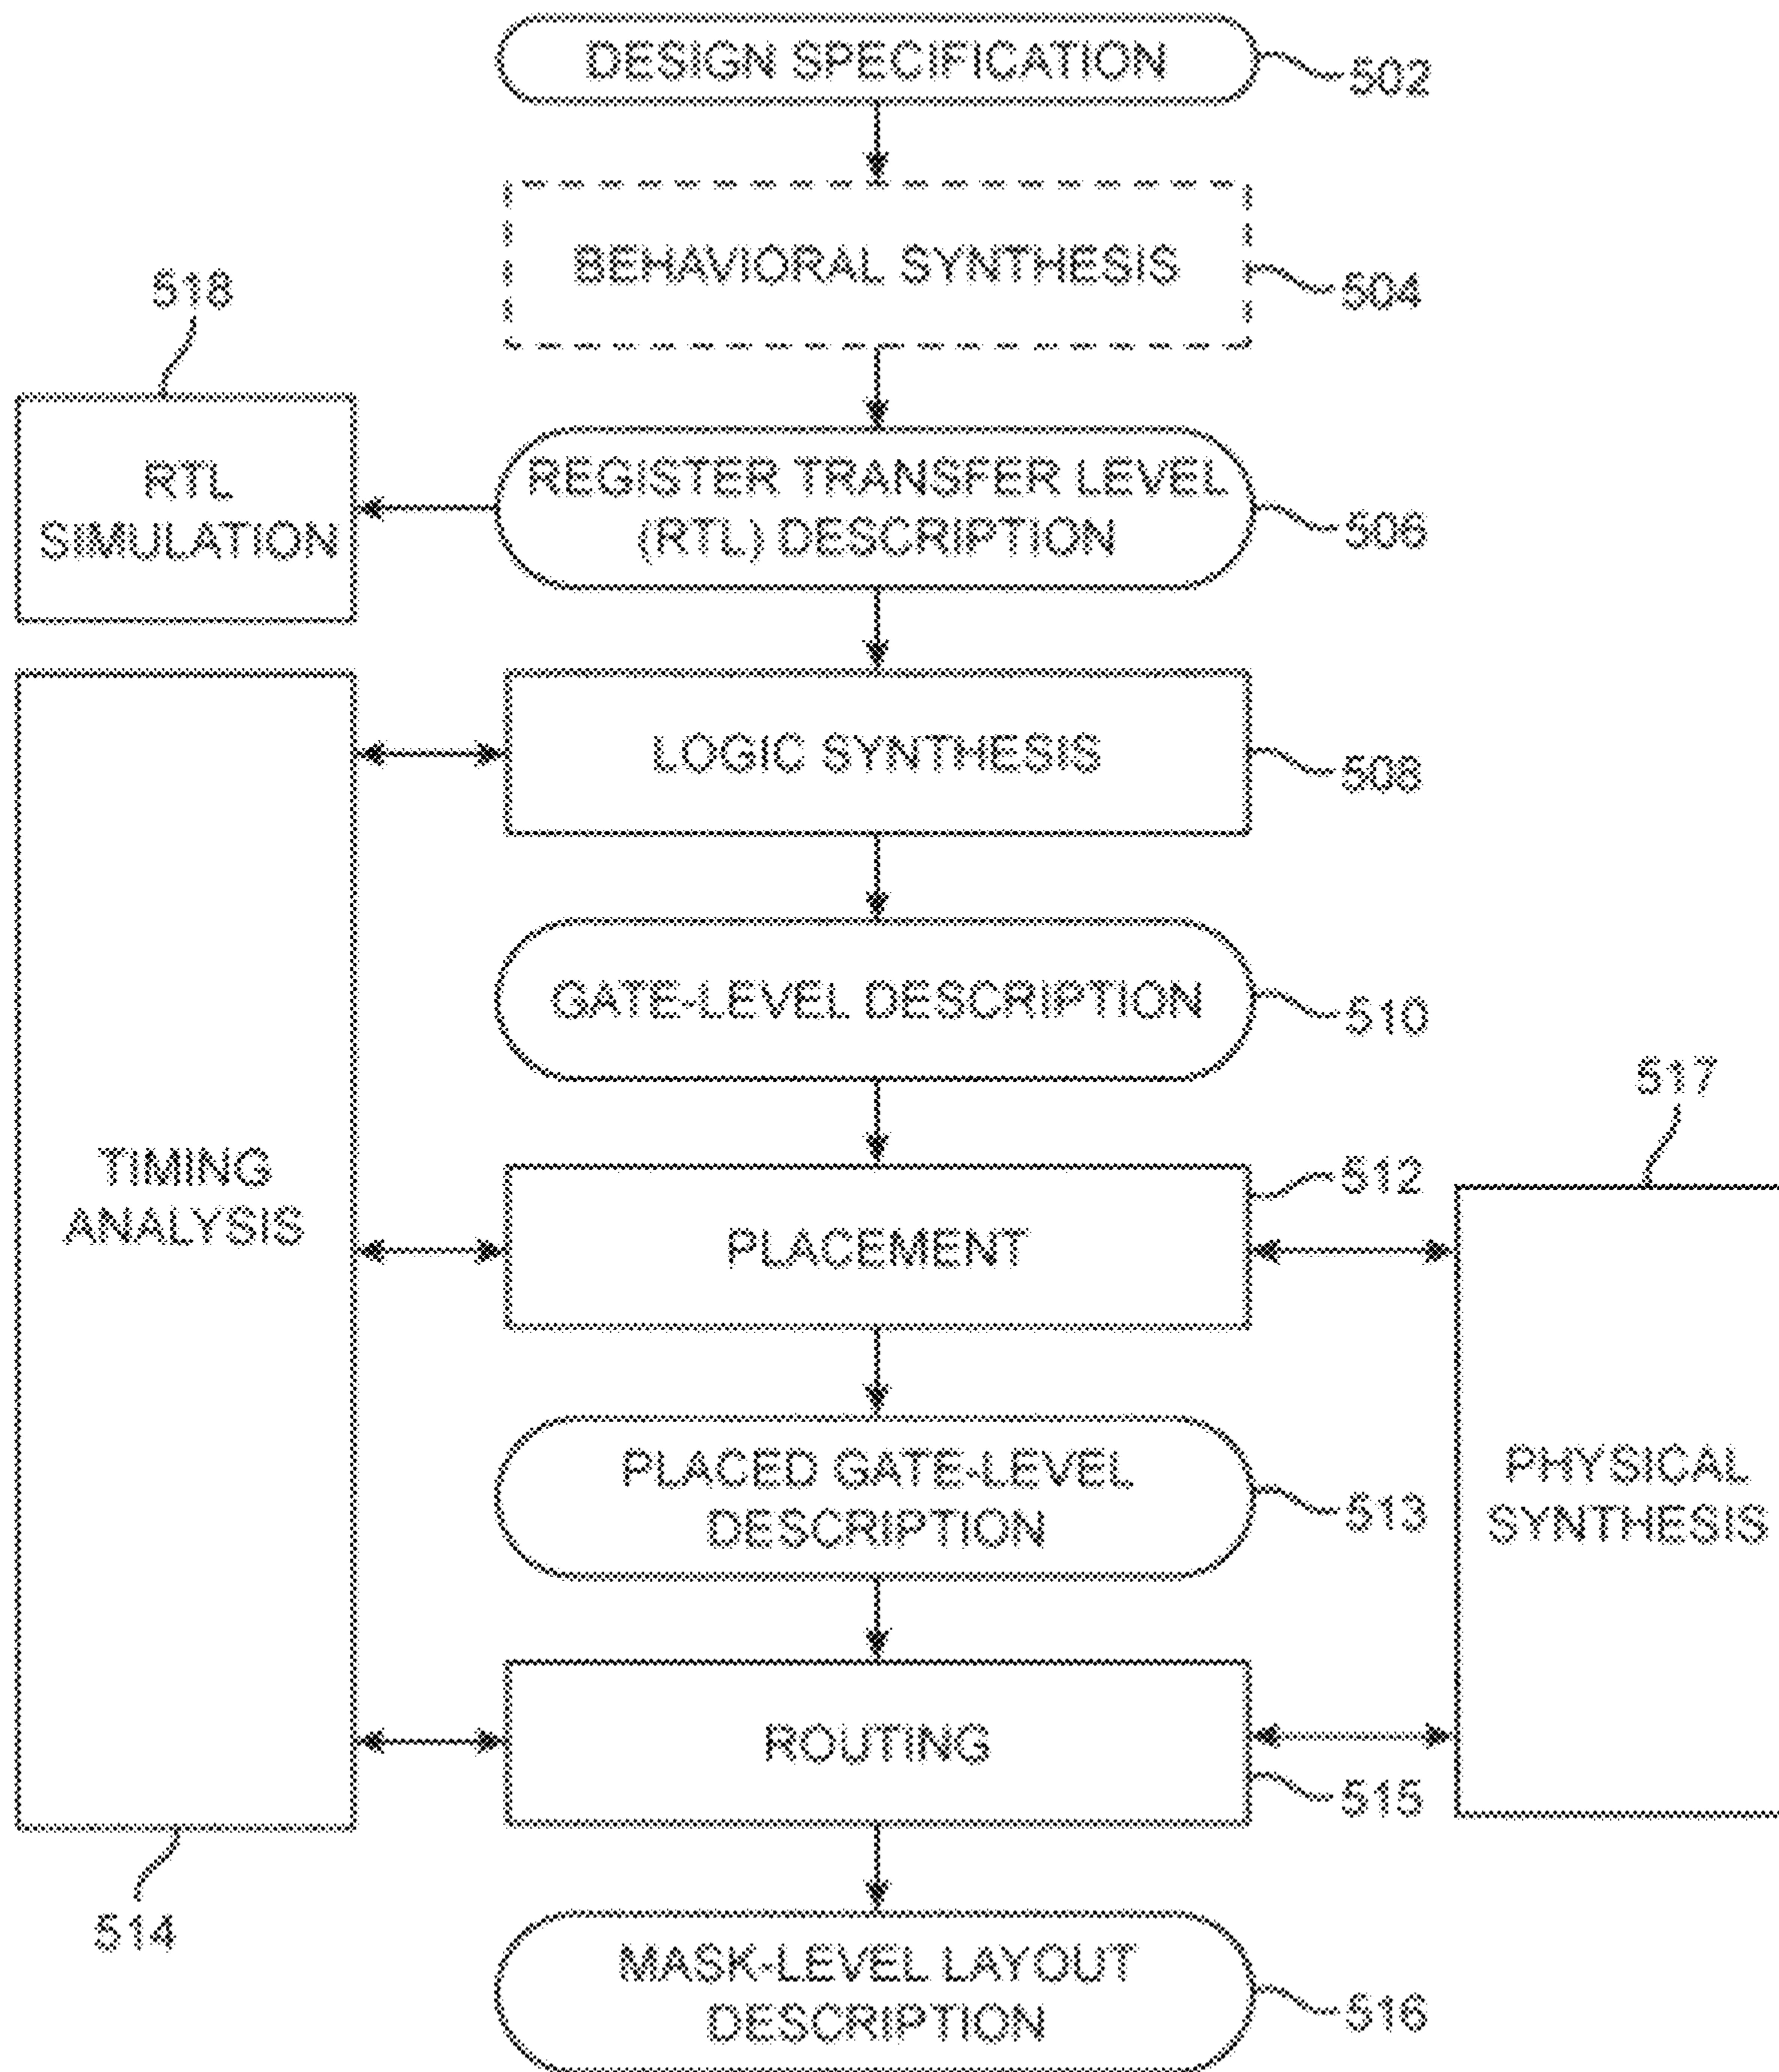 DESIGN SPECIFICATION
502
BEHAVIORAL SYNTHESIS
504
518
RTL
SIMULATION
REGISTER TRANSFER LEVEL
(RTL) DESCRIPTION
506
LOGIC SYNTHESIS
508
GATE-LEVEL DESCRIPTION
510
517
TIMING
ANALYSIS
512
PLACEMENT
PLACED GATE-LEVEL
DESCRIPTION
513
PHYSICAL
SYNTHESIS
ROUTING
515
514
MASK-LEVEL LAYOUT
DESCRIPTION
516